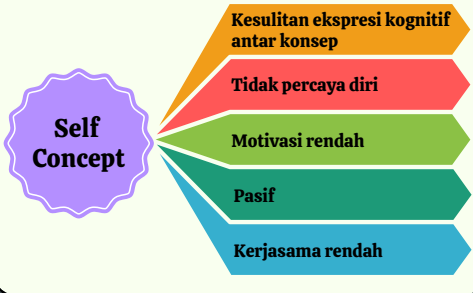 Self
Concept
Kesulitan ekspresi kognitif
antar konsep
Tidak percaya diri
Motivasi rendah
Pasif
Kerjasama rendah